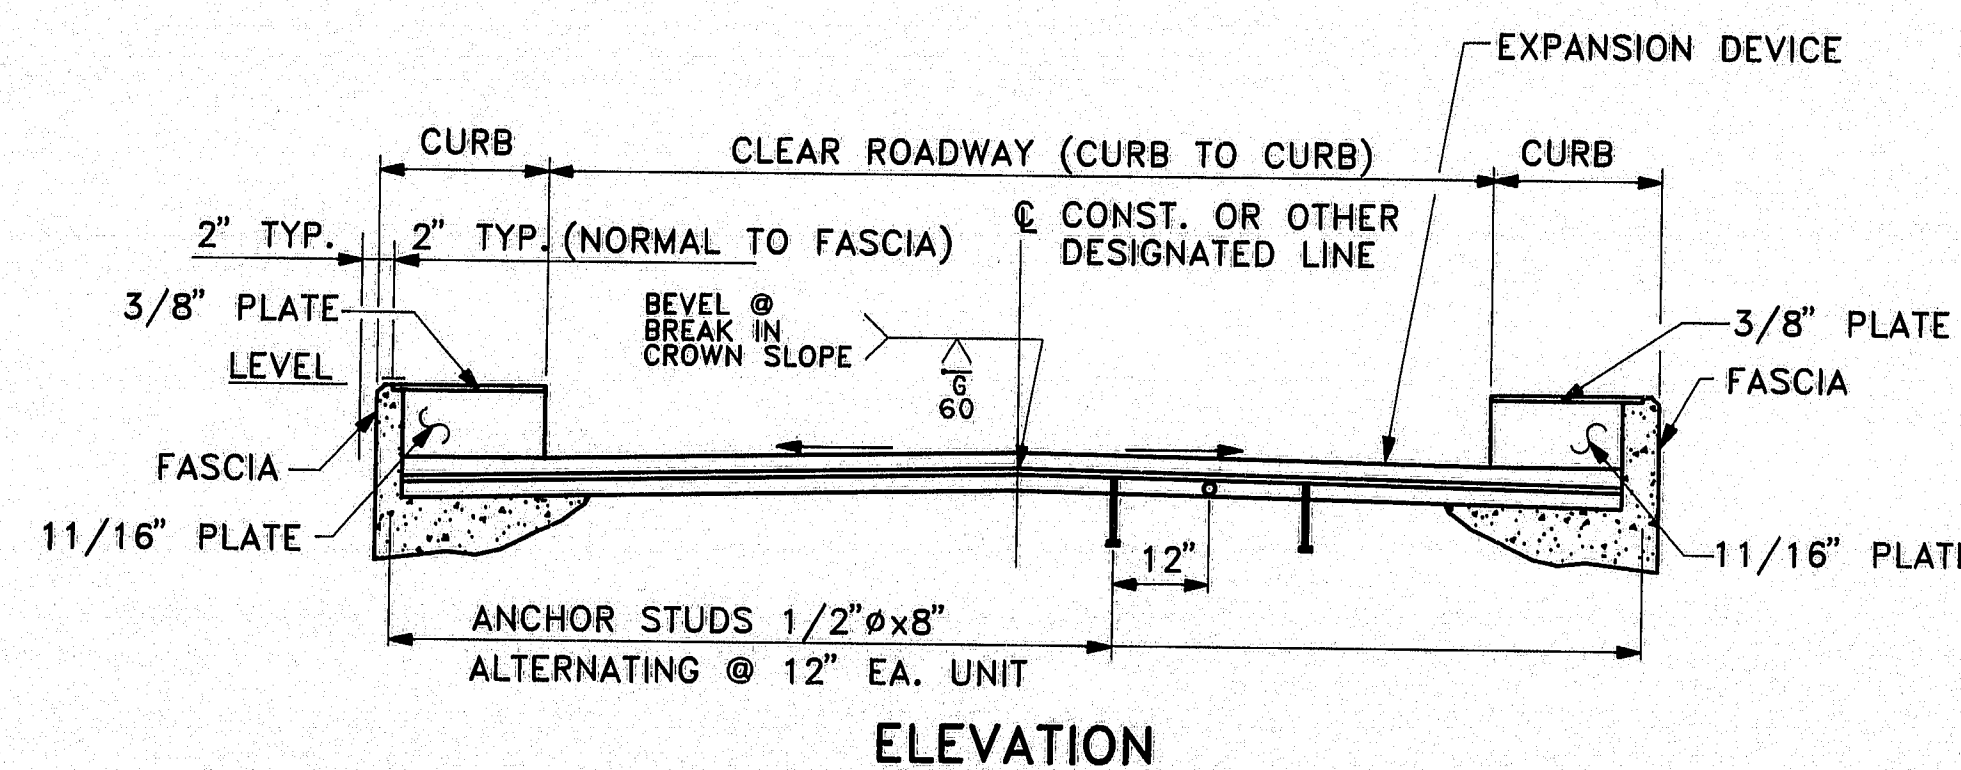 EXPANSION DEVICE
CURB
CLEAR ROADWAY (CURB TO CURB)
CURB
2" TYP.
2" TYP. (NORMAL TO FASCIA)
℄ CONST. OR OTHER
DESIGNATED LINE
3/8" PLATE
BEVEL @
BREAK IN
CROWN SLOPE
3/8" PLATE
LEVEL
G
60
FASCIA
FASCIA
11/16" PLATE
12"
11/16" PLATE
ANCHOR STUDS 1/2"øx8"
ALTERNATING @ 12" EA. UNIT
ELEVATION